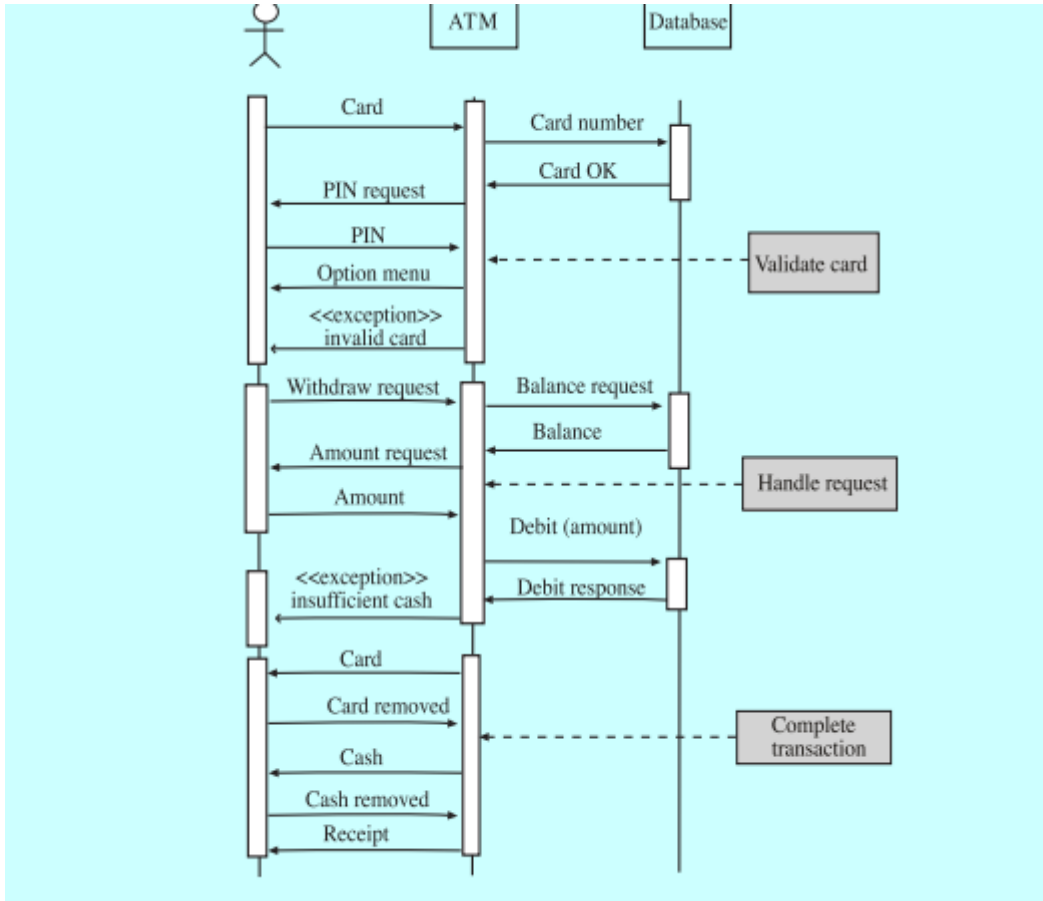 ATM
Database
Card
Card number
Card OK
PIN request
PIN
Validate card
Option menu
<<exception>>
invalid card
Withdraw request
Balance request
Balance
Amount request
Handle request
Amount
Debit (amount)
<<exception>>
insufficient cash
Debit response
Card
Card removed
Complete
transaction
Cash
Cash removed
Receipt